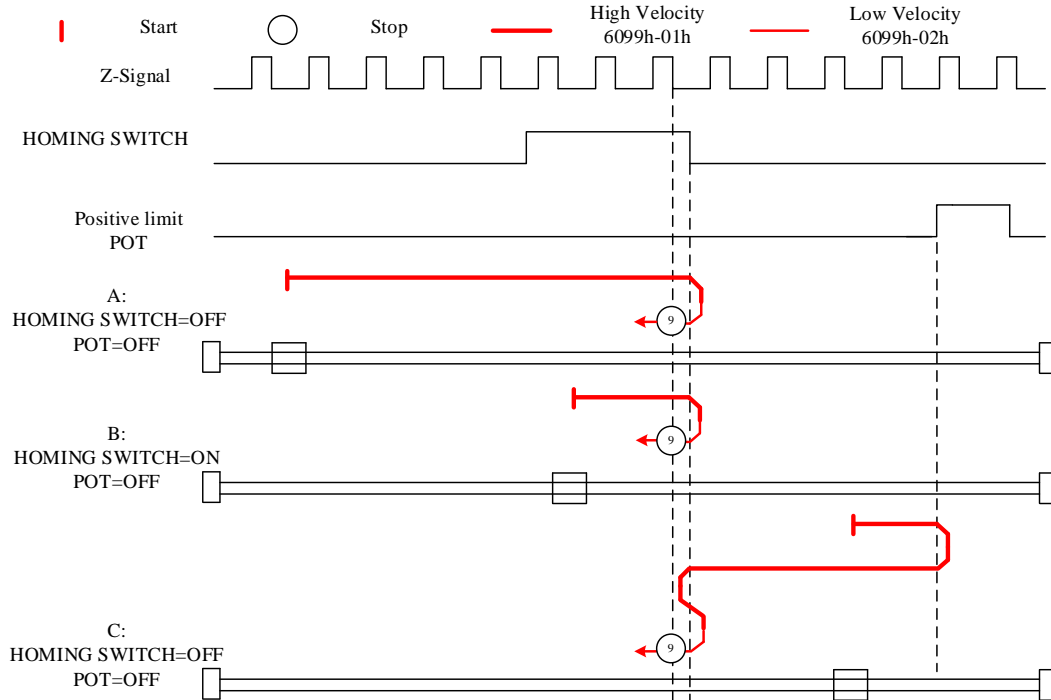 Start
Stop
High Velocity
6099h-01h
Low Velocity
6099h-02h
Z-Signal
HOMING SWITCH
Positive limit
POT
A:
HOMING SWITCH=OFF
POT=OFF
9
B:
HOMING SWITCH=ON
POT=OFF
9
C:
HOMING SWITCH=OFF
POT=OFF
9